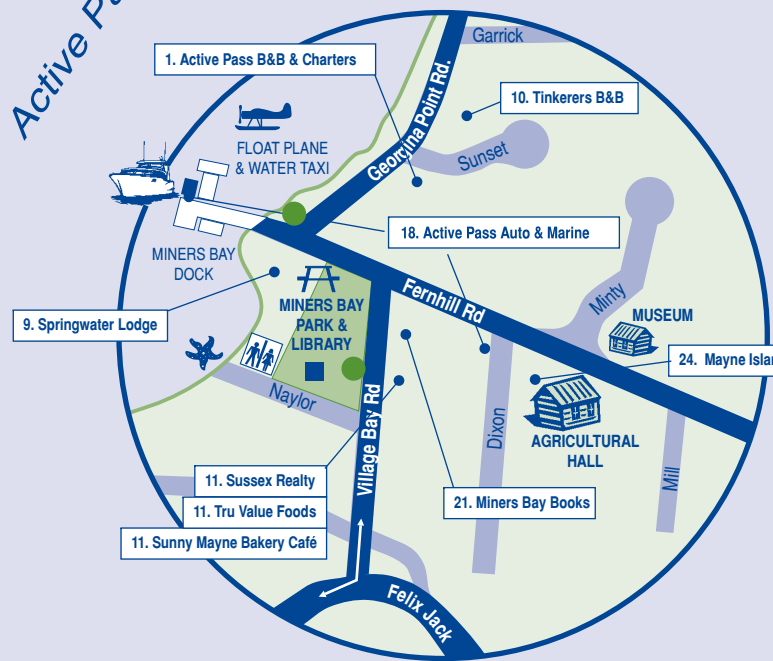 Active Pa
Garrick
1. Active Pass B&B & Charters
10. Tinkerers B&B
Georgina Point Rd.
FLOAT PLANE
& WATER TAXI
Sunset
18. Active Pass Auto & Marine
MINERS BAY
DOCK
Fernhill Rd
Minty
MUSEUM
MINERS BAY
PARK &
LIBRARY
9. Springwater Lodge
24. Mayne Islan
Naylor
Village Bay Rd
Dixon
AGRICULTURAL
HALL
Mill
11. Sussex Realty
21. Miners Bay Books
11. Tru Value Foods
11. Sunny Mayne Bakery Café
Felix Jack